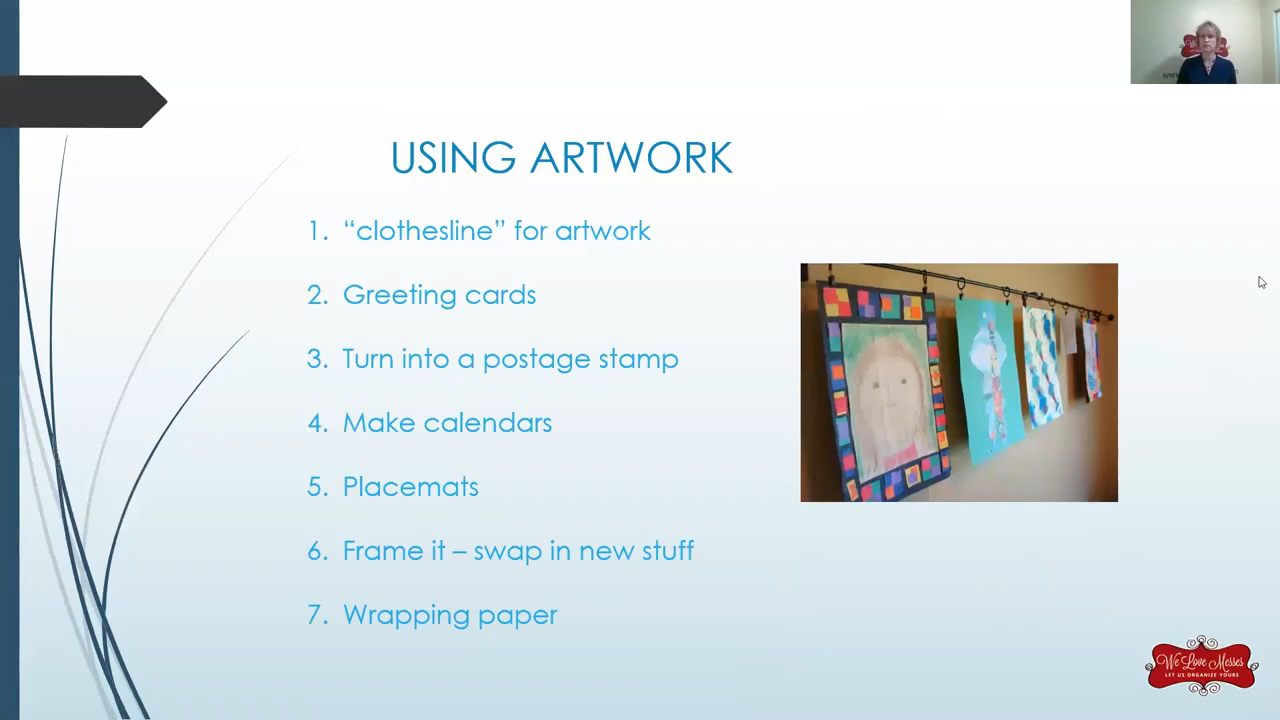 USING ARTWORK
1. “clothesline” for artwork
2. Greeting cards
3. Turn into a postage stamp
4. Make calendars
5. Placemats
6. Frame it – swap in new stuff
7. Wrapping paper
We Love Messes
LET US ORGANIZE YOURS